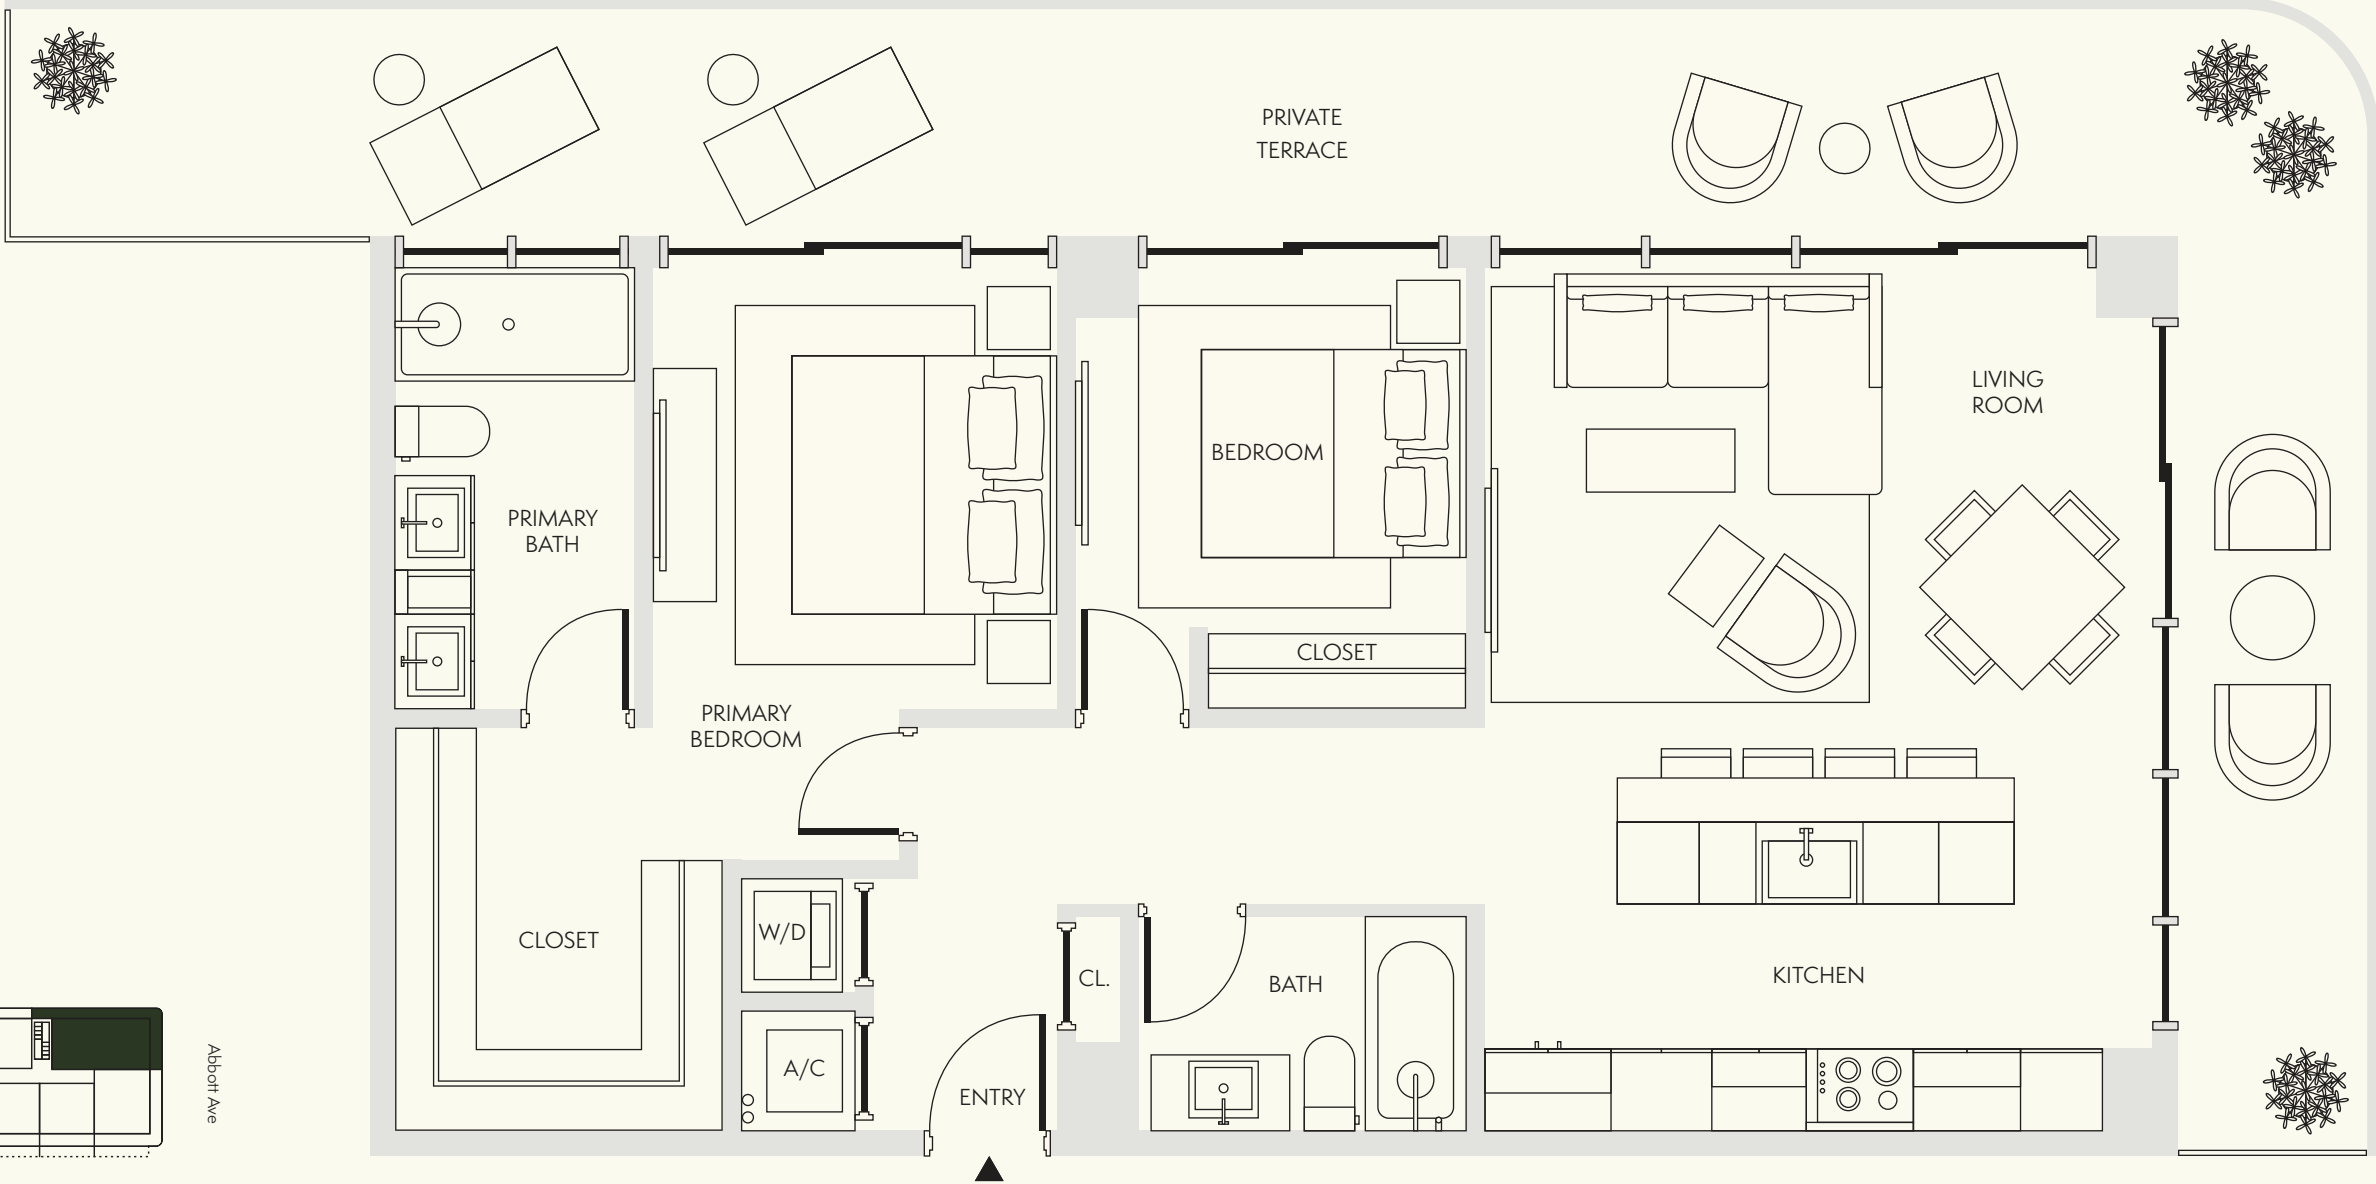 PRIVATE
TERRACE
LIVING
ROOM
BEDROOM
PRIMARY
BATH
CLOSET
PRIMARY
BEDROOM
W/D
CLOSET
CL.
BATH
KITCHEN
A/C
ENTRY
Abbott Ave